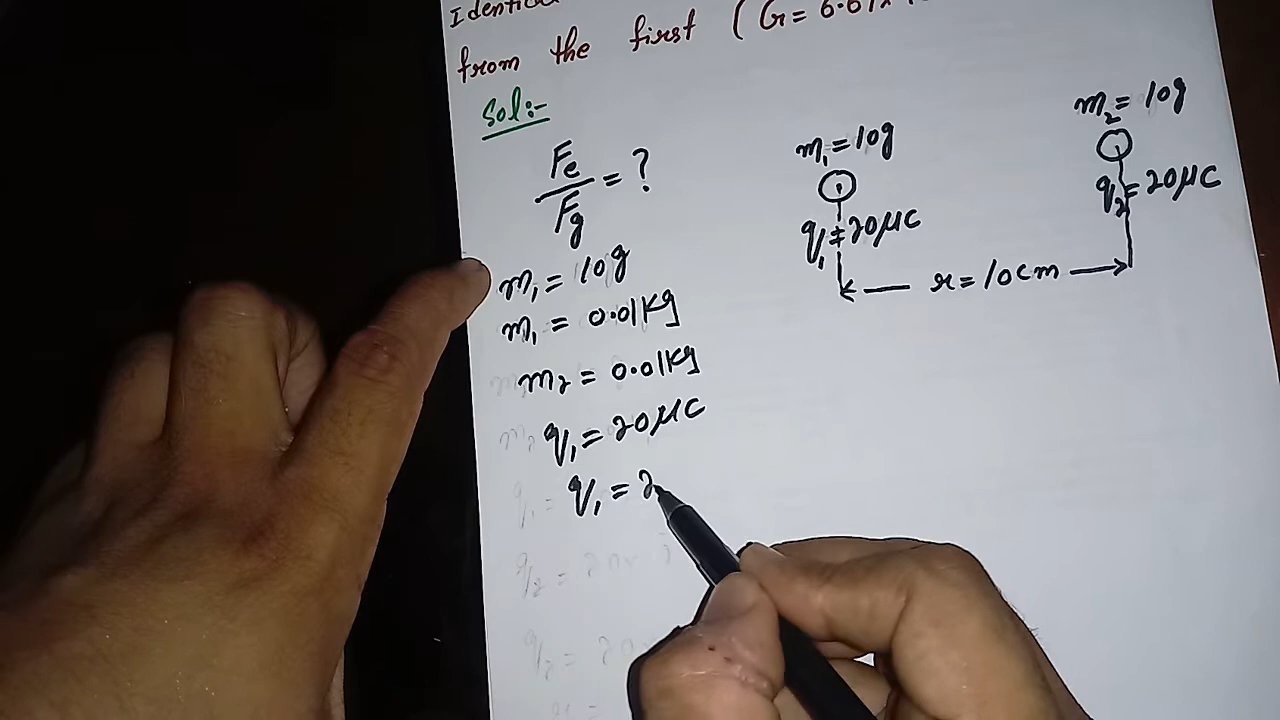 from the first (G = 6.67×
Sol:-
Fe/Fg = ?
m₁ = 10g
m₁ = 0.01kg
m₂ = 0.01kg
q₁ = 20μC
q₁ = 2
m₁ = 10g
q₁ = 20μC
m₂ = 10g
q₂ = 20μC
r = 10cm